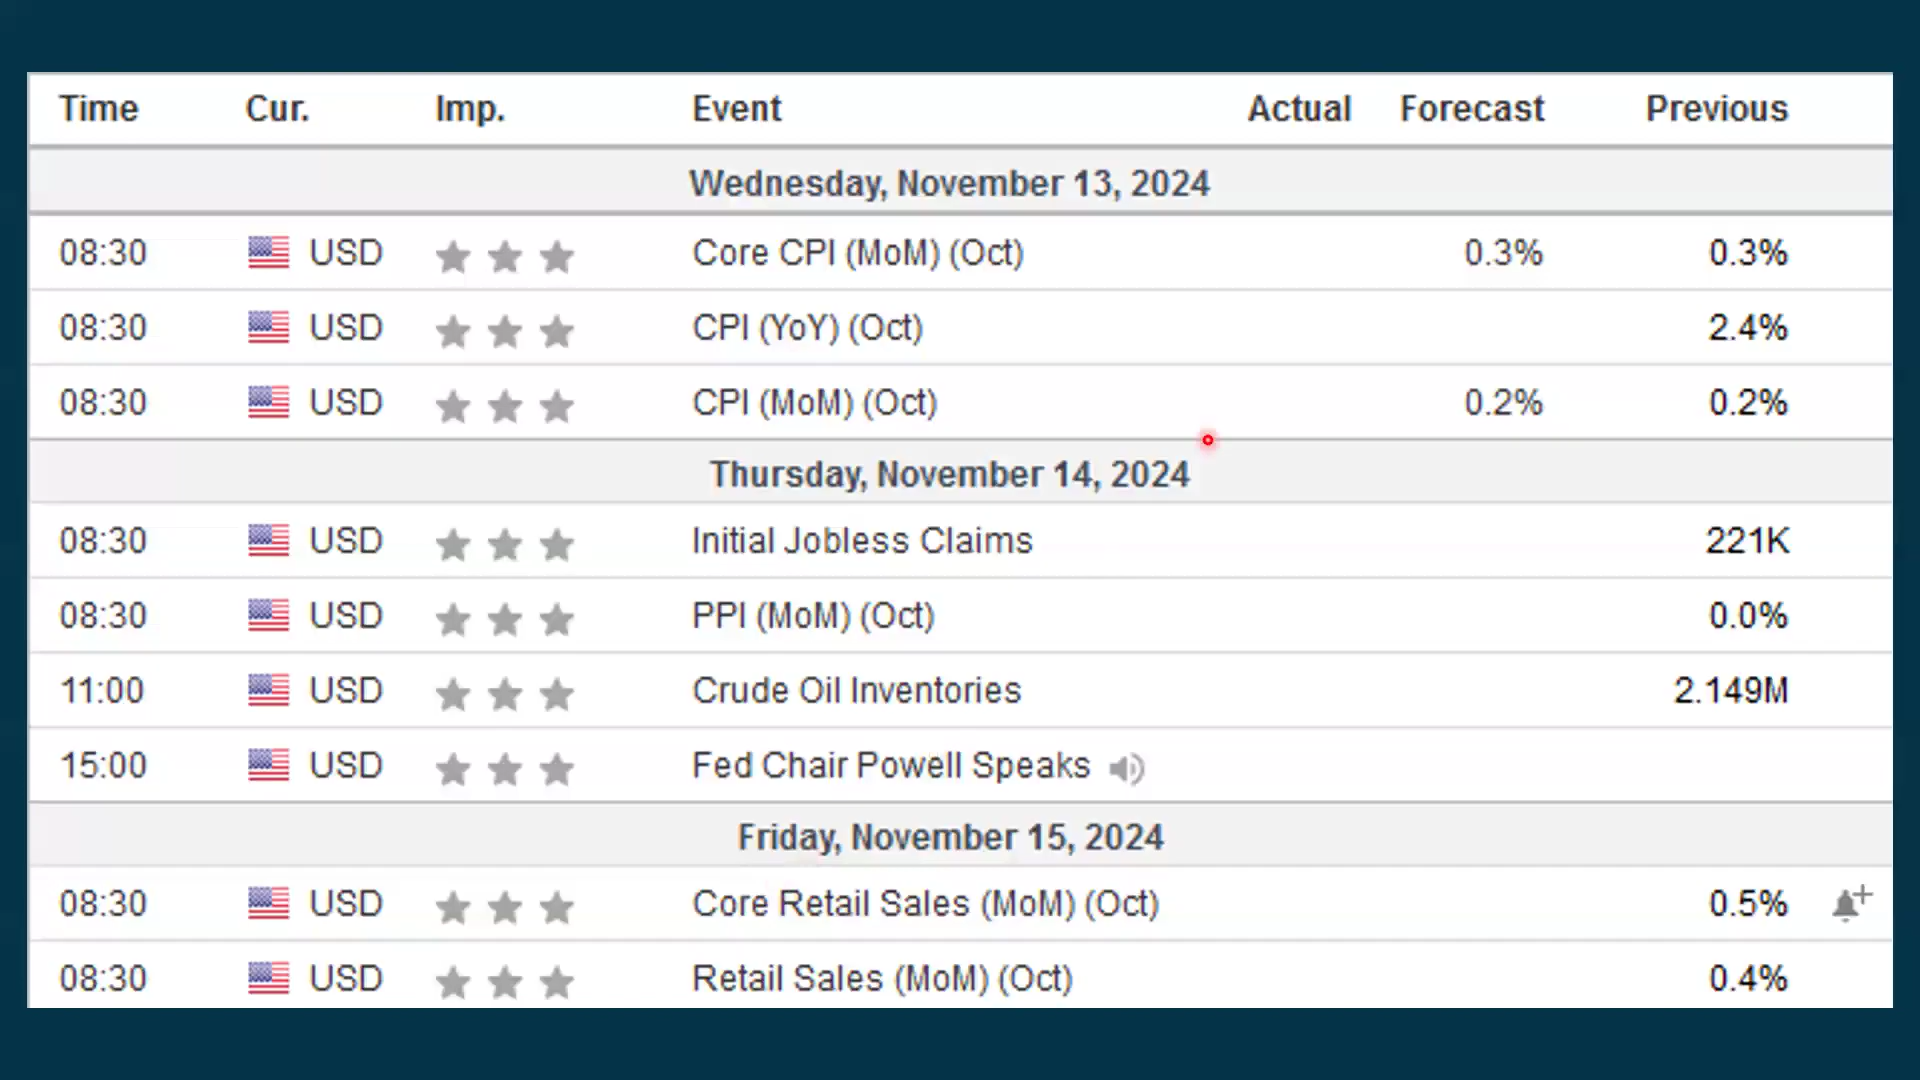 Time Cur. Imp. Event Actual Forecast Previous
Wednesday, November 13, 2024
08:30 USD Core CPI (MoM) (Oct) 0.3% 0.3%
08:30 USD CPI (YoY) (Oct) 2.4%
08:30 USD CPI (MoM) (Oct) 0.2% 0.2%
Thursday, November 14, 2024
08:30 USD Initial Jobless Claims 221K
08:30 USD PPI (MoM) (Oct) 0.0%
11:00 USD Crude Oil Inventories 2.149M
15:00 USD Fed Chair Powell Speaks
Friday, November 15, 2024
08:30 USD Core Retail Sales (MoM) (Oct) 0.5%
08:30 USD Retail Sales (MoM) (Oct) 0.4%